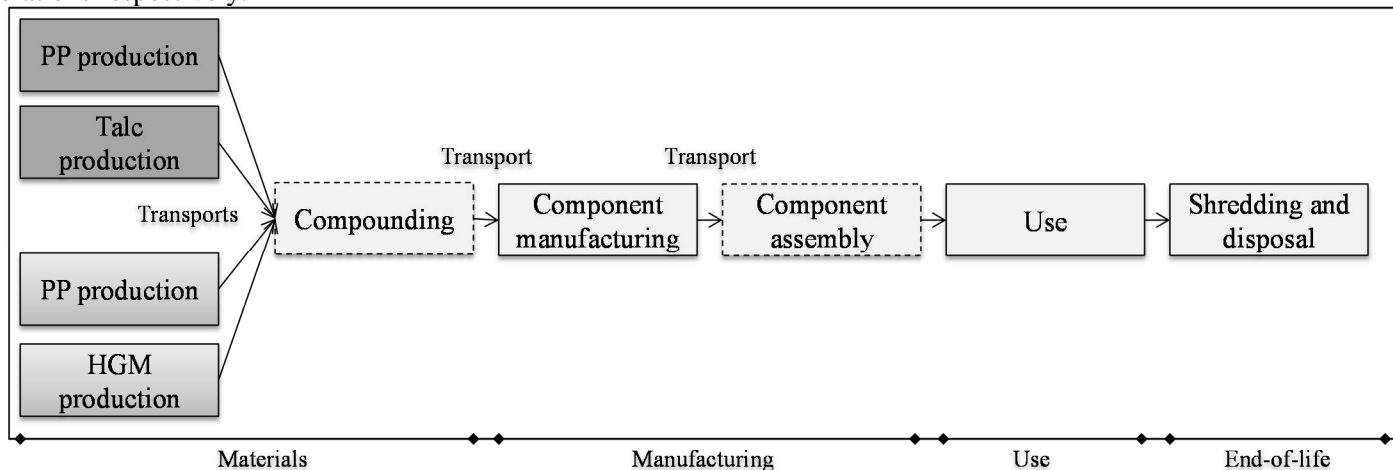 PP production
Talc
production
Transports
PP production
HGM
production
Compounding
Transport
Component
manufacturing
Transport
Component
assembly
Use
Shredding and
disposal
Materials
Manufacturing
Use
End-of-life